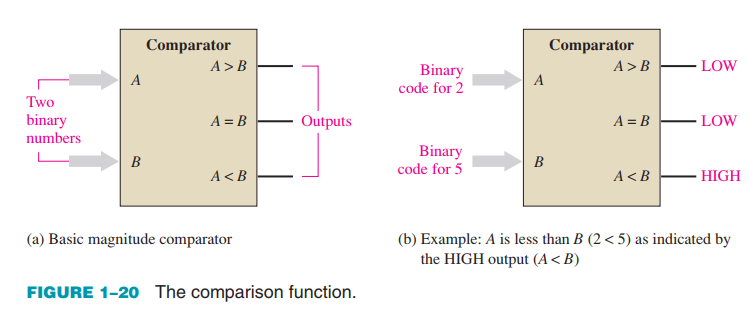 Comparator
A > B
A
Two
binary
numbers
A = B
Outputs
B
A < B
(a) Basic magnitude comparator
Comparator
Binary
code for 2
A > B
LOW
A
A = B
LOW
Binary
code for 5
B
A < B
HIGH
(b) Example: A is less than B (2 < 5) as indicated by
the HIGH output (A < B)
FIGURE 1–20 The comparison function.